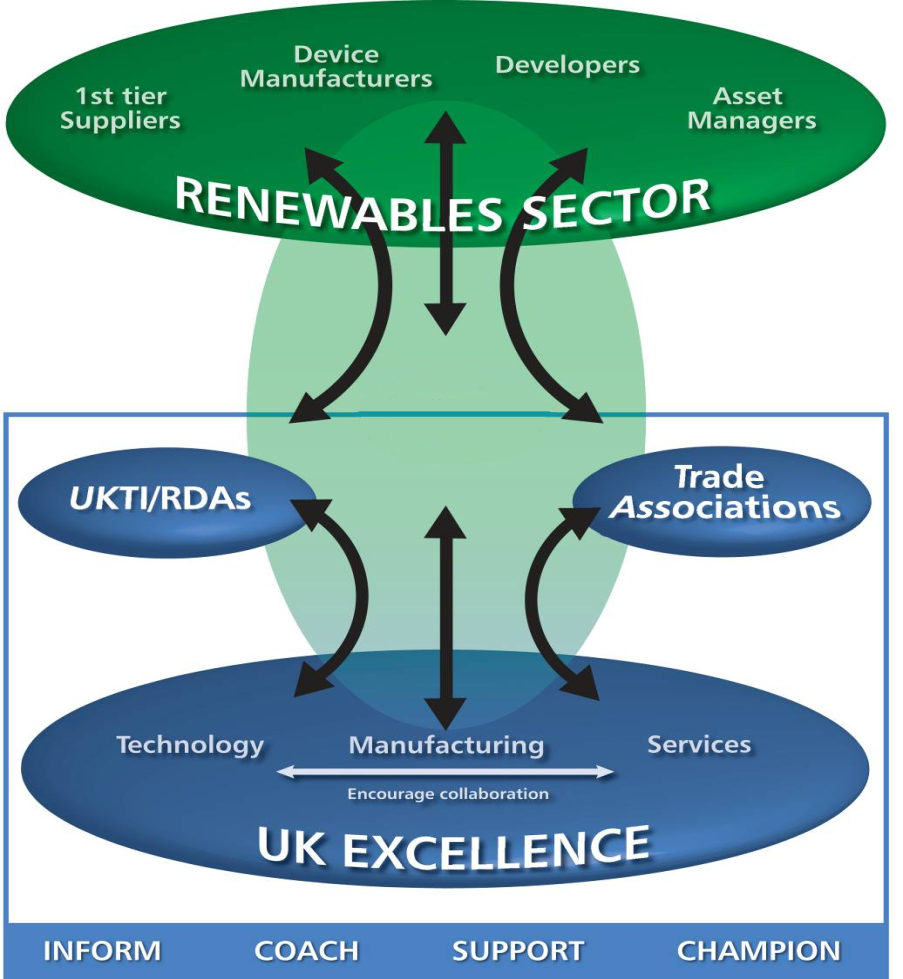 Device
Manufacturers
Developers
1st tier
Suppliers
Asset
Managers
RENEWABLES SECTOR
UKTI/RDAs
Trade
Associations
Technology
Manufacturing
Services
Encourage collaboration
UK EXCELLENCE
INFORM COACH SUPPORT CHAMPION